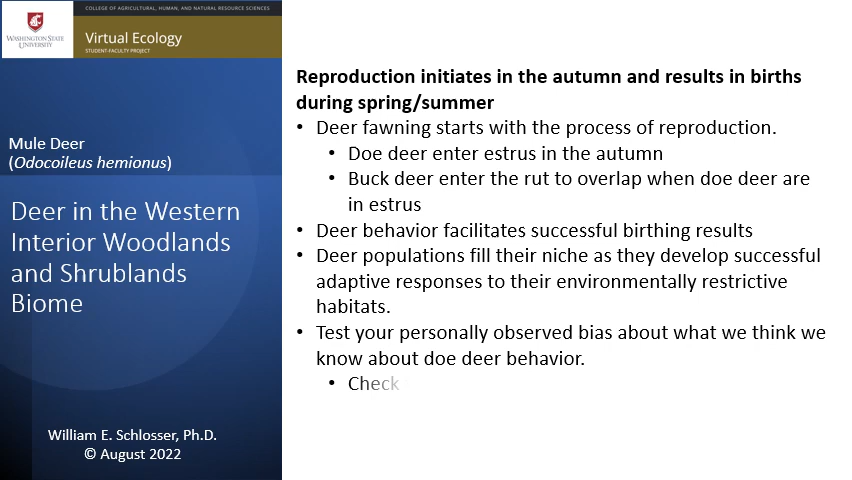 COLLEGE OF AGRICULTURAL, HUMAN, AND NATURAL RESOURCE SCIENCES
WASHINGTON STATE
UNIVERSITY
Virtual Ecology
STUDENT-FACULTY PROJECT
Mule Deer
(Odocoileus hemionus)
Deer in the Western
Interior Woodlands
and Shrublands
Biome
William E. Schlosser, Ph.D.
© August 2022
Reproduction initiates in the autumn and results in births
during spring/summer
• Deer fawning starts with the process of reproduction.
• Doe deer enter estrus in the autumn
• Buck deer enter the rut to overlap when doe deer are
in estrus
• Deer behavior facilitates successful birthing results
• Deer populations fill their niche as they develop successful
adaptive responses to their environmentally restrictive
habitats.
• Test your personally observed bias about what we think we
know about doe deer behavior.
• Check